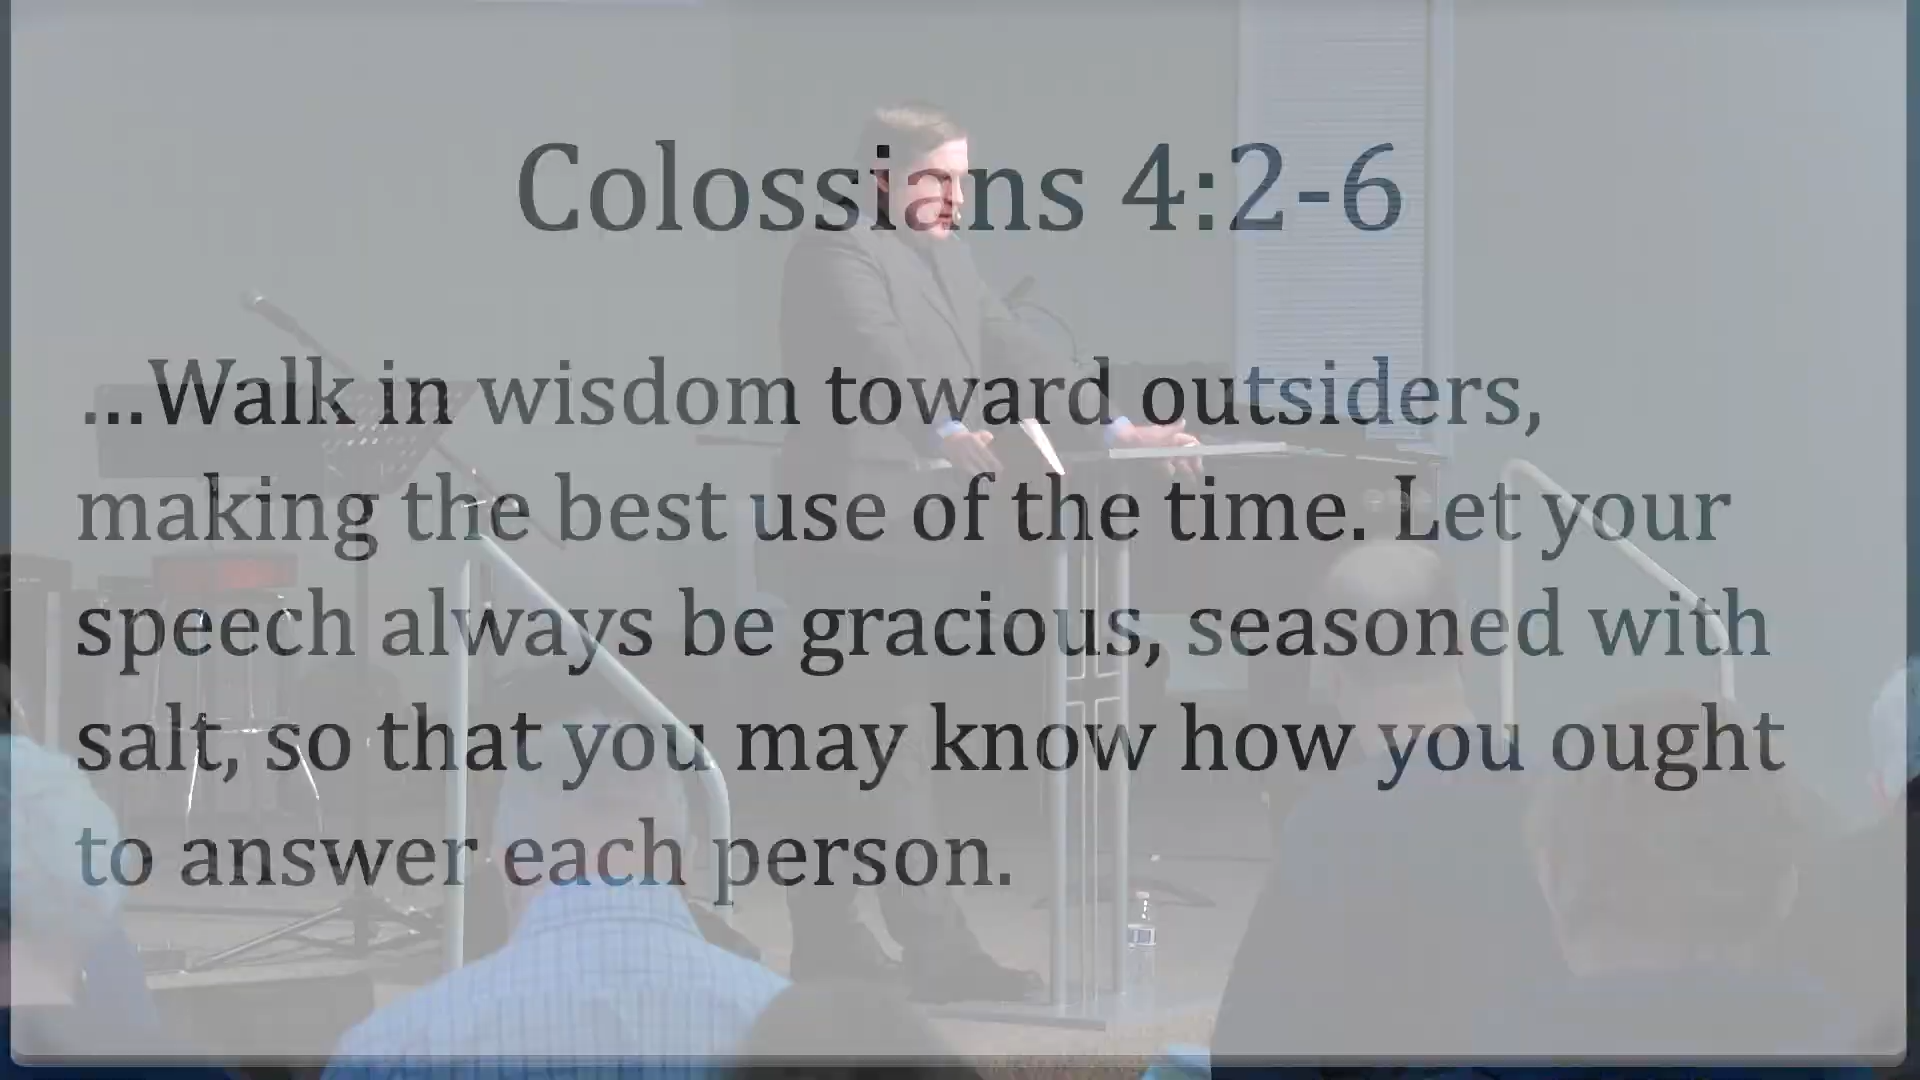 Colossians 4:2-6
...Walk in wisdom toward outsiders,
making the best use of the time. Let your
speech always be gracious, seasoned with
salt, so that you may know how you ought
to answer each person.